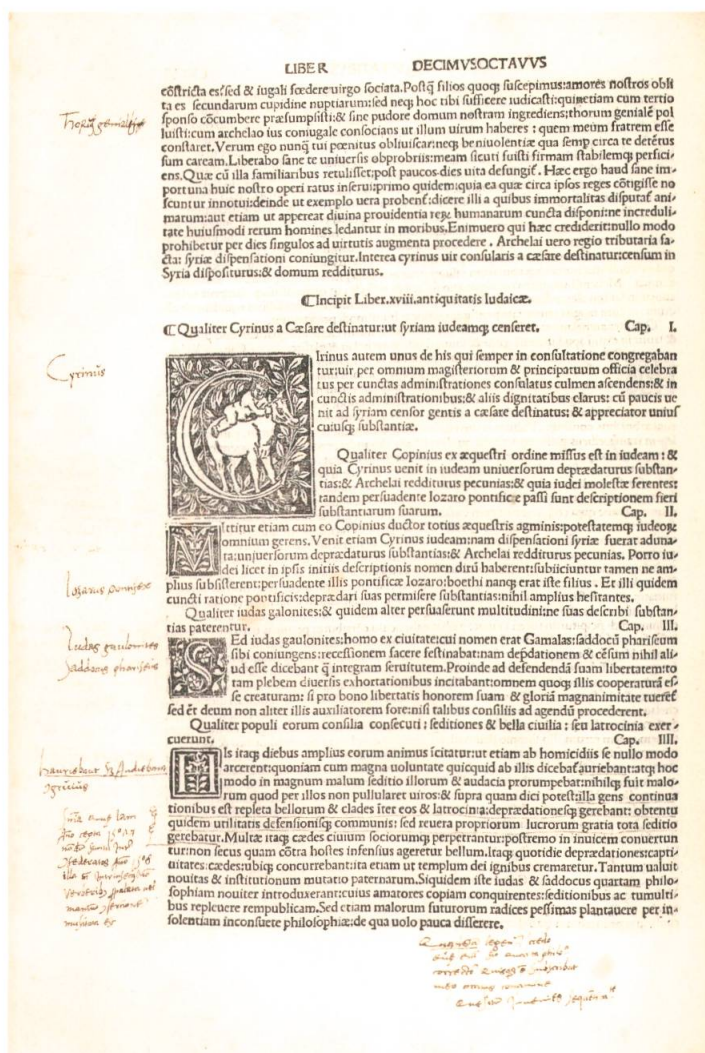 LIBER DECIMVSOCTAVVS
cōstricta es?sed & iugali fœdere uirgo sociata.Postq̄ filios quoq; suscepimus:amores nostros obli
ta es secundarum cupidine nuptiarum:sed neq; hoc tibi sufficere iudicasti:quinetiam cum tertio
sponso cōcumbere præsumpsisti:& sine pudore domum nostram ingrediens;thorum genialē pol
luisti:cum archelao ius coniugale consocians ut illum uirum haberes : quem meum fratrem esse
constaret. Verum ego nunq̄ tui pœnitus obliuiscar:neq; beniuolentiæ qua semp circa te detētus
sum caream.Liberabo sane te uniuersis obprobriis:meam sicuti fuisti firmam stabilemq; perfici-
ens.Quæ cū illa familiaribus retulisset:post paucos dies uita defungit. Hæc ergo haud sane im-
portuna huic nostro operi ratus inserui:primo quidem:quia ea quæ circa ipsos reges cōtigisse no
scuntur innotui:deinde ut exemplo uera probent:dicere illi a quibus immortalitas disputat ani-
marum:aut etiam ut appereat diuina prouidentia reꝝ humanarum cuncta disponi:ne increduli-
tate huiusmodi rerum homines ledantur in moribus.Enimuero qui hæc crediderit:nullo modo
prohibetur per dies singulos ad uirtutis augmenta procedere . Archelai uero regio tributaria fa-
cta: syriæ dispensationi coniungitur.Interea cyrinus uir consularis a cæsare destinatur:censum in
Syria dispositurus:& domum redditurus.
¶Incipit Liber.xviii.antiquitatis Iudaicæ.
¶Qualiter Cyrinus a Cæsare destinatur:ut syriam iudeamq; censeret. Cap. I.
Cyrinus
Irinus autem unus de his qui semper in consultatione congregaban
tur;uir per omnium magisteriorum & principatuum officia celebra
tus per cunctas administrationes consulatus culmen ascendens:& in
cunctis administrationibus:& aliis dignitatibus clarus: cū paucis ue
nit ad syriam censor gentis a cæsare destinatus: & appreciator unius
cuiusq; substantiæ.
Qualiter Copinius ex æquestri ordine missus est in iudeam : &
quia Cyrinus uenit in iudeam uniuersorum deprædaturus substan-
tias:& Archelai redditurus pecunias: & quia iudei molestæ ferentes:
tandem persuadente lozaro pontifice passi sunt descriptionem fieri
substantiarum suarum. Cap. II.
M
Ittitur etiam cum eo Copinius ductor totius æquestris agminis:potestatemq; iudeoꝝ
omnium gerens. Venit etiam Cyrinus iudeam:nam dispensationi syriæ fuerat aduna-
ta:uniuersorum deprædaturus substantias:& Archelai redditurus pecunias. Porro iu-
dei licet in ipsis initiis descriptionis nomen dirū haberent:subiiciuntur tamen ne am-
plius subsisterent:persuadente illis pontificæ lozaro:boethi nanq; erat iste filius . Et illi quidem
cuncti ratione pontificis:deprædari suas permisere substantias:nihil amplius hesitantes.
Qualiter iudas galonites:& quidem alter persuaserunt multitudini:ne suas describi substan-
tias paterentur. Cap. III.
S
Ed iudas gaulonites:homo ex ciuitate:cui nomen erat Gamalas:saddocū phariseum
sibi coniungens:recessionem facere festinabat:nam dep̄dationem & cēsum nihil ali-
ud esse dicebant q̄ integram seruitutem.Proinde ad defendendā suam libertatem:to
tam plebem diuersis exhortationibus incitabant:omnem quoq; illis cooperaturā es-
se creaturam: si pro bono libertatis honorem suam & gloriā magnanimitate tueret
sed et deum non aliter illis auxiliatorem fore:nisi talibus consiliis ad agendū procederent.
Qualiter populi eorum consilia consecuti : seditiones & bella ciuilia : seu latrocinia exer-
cuerunt. Cap. IIII.
H
Is itaq; diebus amplius eorum animus īcitatur:ut etiam ab homicidiis se nullo modo
arcerent:quoniam cum magna uoluntate quicquid ab illis dicebat auriebant:atq; hoc
modo in magnum malum seditio illorum & audacia prorumpebat:nihilq; fuit malo-
rum quod per illos non pullularet uiros:& supra quam dici potest:illa gens continua
tionibus est repleta bellorum & clades īter eos & latrocinia:deprædationesq; gerebant: obtentu
quidem utilitatis defensionisq; communis: sed reuera propriorum lucrorum gratia tota seditio
gerebatur.Multæ itaq; cædes ciuium sociorumq; perpetrantur:postremo in inuicem conuertun
tur:non secus quam cōtra hostes infensius ageretur bellum.Itaq; quotidie deprædationes:capti-
uitates:cædes:ubiq; concurrebant:ita etiam ut templum dei ignibus cremaretur.Tantum ualuit
nouitas & institutionum mutatio paternarum.Siquidem iste iudas & saddocus quartam philo-
sophiam nouiter introduxerant:cuius amatores copiam conquirentes:seditionibus ac tumulti-
bus repleuere rempublicam.Sed etiam malorum futurorum radices pessimas plantauere per in-
solentiam inconsuete philosophiæ:de qua uolo pauca disserere.